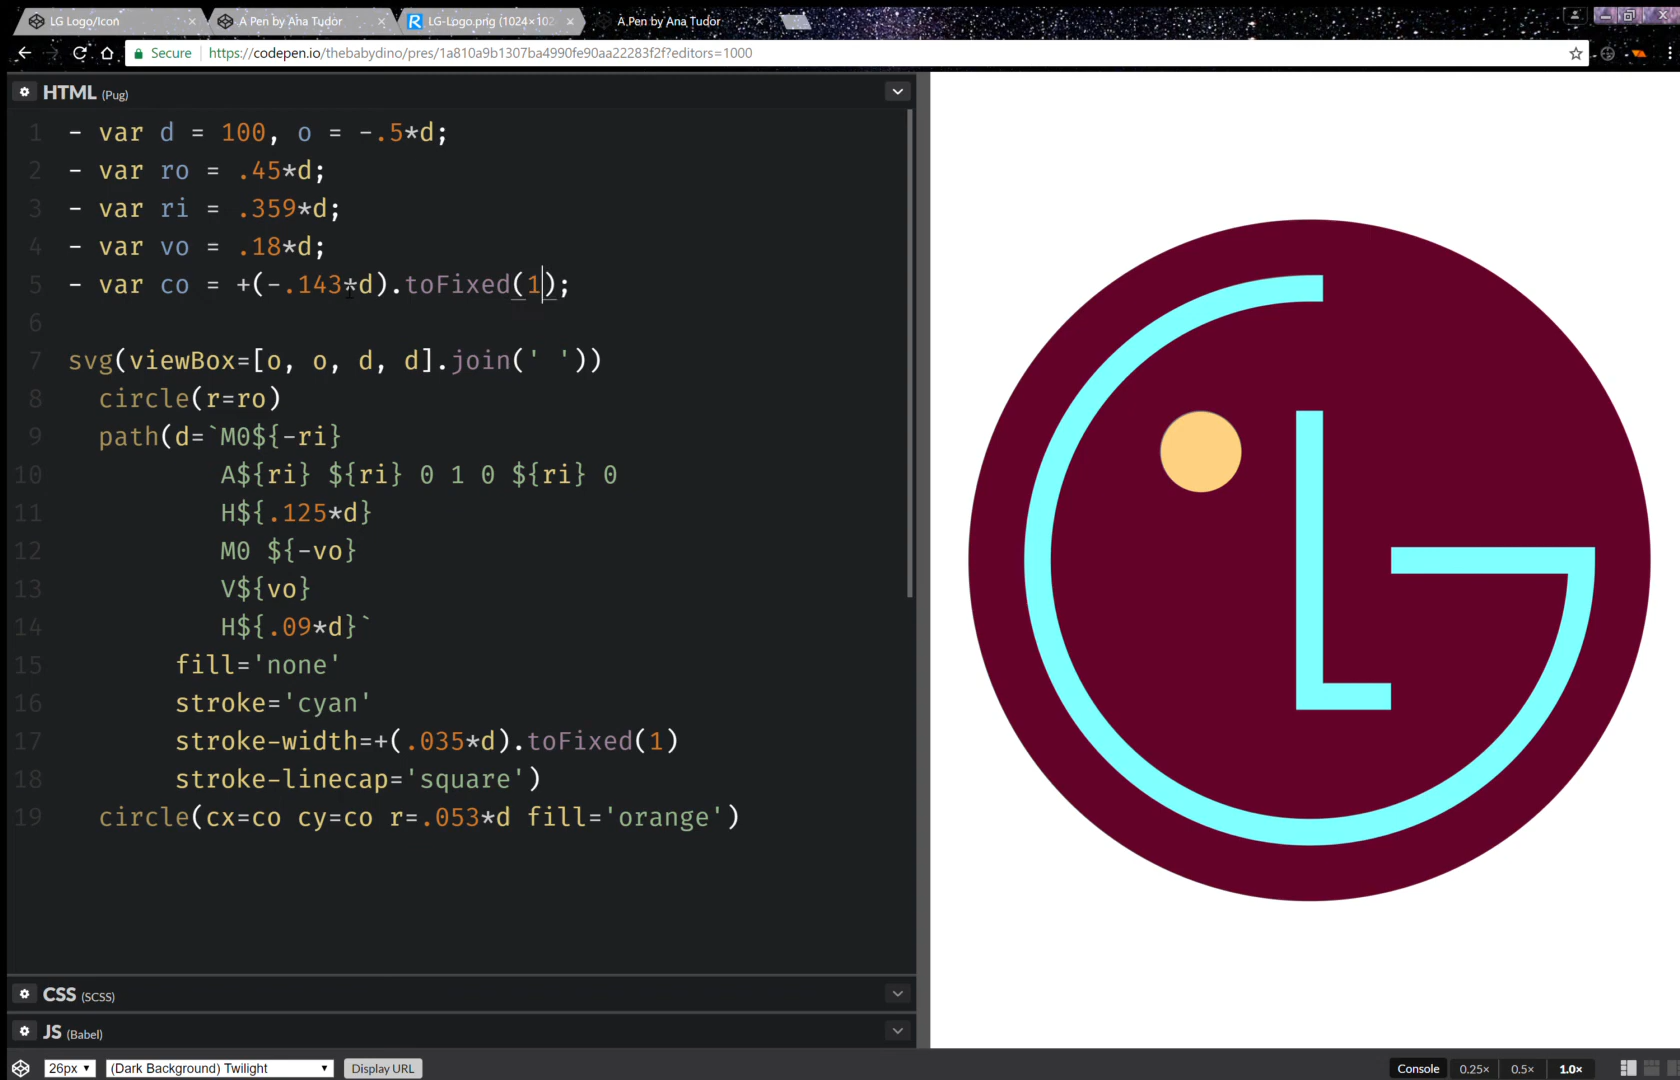 LG Logo/Icon
A Pen by Ana Tudor
LG-Logo.png (1024×102
A Pen by Ana Tudor
Secure https://codepen.io/thebabydino/pres/1a810a9b1307ba4990fe90aa22283f2f?editors=1000
HTML (Pug)
1 - var d = 100, o = -.5*d;
2 - var ro = .45*d;
3 - var ri = .359*d;
4 - var vo = .18*d;
5 - var co = +(-.143*d).toFixed(1);
6
7 svg(viewBox=[o, o, d, d].join(' '))
8 circle(r=ro)
9 path(d=`M0${-ri}
10 A${ri} ${ri} 0 1 0 ${ri} 0
11 H${.125*d}
12 M0 ${-vo}
13 V${vo}
14 H${.09*d}`
15 fill='none'
16 stroke='cyan'
17 stroke-width=+(.035*d).toFixed(1)
18 stroke-linecap='square')
19 circle(cx=co cy=co r=.053*d fill='orange')
CSS (SCSS)
JS (Babel)
26px (Dark Background) Twilight Display URL Console 0.25× 0.5× 1.0×